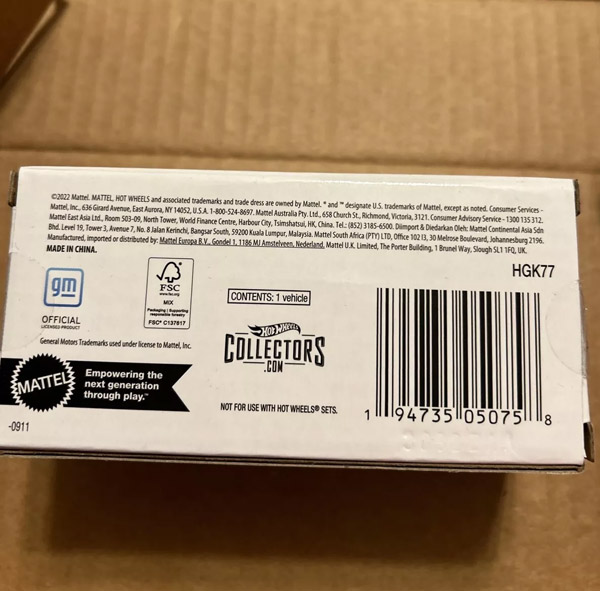 ©2022 Mattel. MATTEL, HOT WHEELS and associated trademarks and trade dress are owned by Mattel. ® and ™ designate U.S. trademarks of Mattel, except as noted. Consumer Services -
Mattel, Inc., 636 Girard Avenue, East Aurora, NY 14052, U.S.A. 1-800-524-8697. Mattel Australia Pty. Ltd., 658 Church St., Richmond, Victoria, 3121. Consumer Advisory Service - 1300 135 312.
Mattel East Asia Ltd., Room 503-09, North Tower, World Finance Centre, Harbour City, Tsimshatsui, HK, China. Tel.: (852) 3185-6500. Diimport & Diedarkan Oleh: Mattel Continental Asia Sdn
Bhd. Level 19, Tower 3, Avenue 7, No. 8 Jalan Kerinchi, Bangsar South, 59200 Kuala Lumpur, Malaysia. Mattel South Africa (PTY) LTD, Office 102 I3, 30 Melrose Boulevard, Johannesburg 2196.
Manufactured, imported or distributed by: Mattel Europa B.V., Gondel 1, 1186 MJ Amstelveen, Nederland. Mattel U.K. Limited, The Porter Building, 1 Brunel Way, Slough SL1 1FQ, UK.
MADE IN CHINA.
HGK77
gm
OFFICIAL
LICENSED PRODUCT
FSC
www.fsc.org
MIX
Packaging | Supporting
responsible forestry
FSC® C137817
CONTENTS: 1 vehicle
General Motors Trademarks used under license to Mattel, Inc.
HOT WHEELS
COLLECTORS
.COM
MATTEL
Empowering the
next generation
through play.™
NOT FOR USE WITH HOT WHEELS® SETS.
1 94735 05075 8
-0911